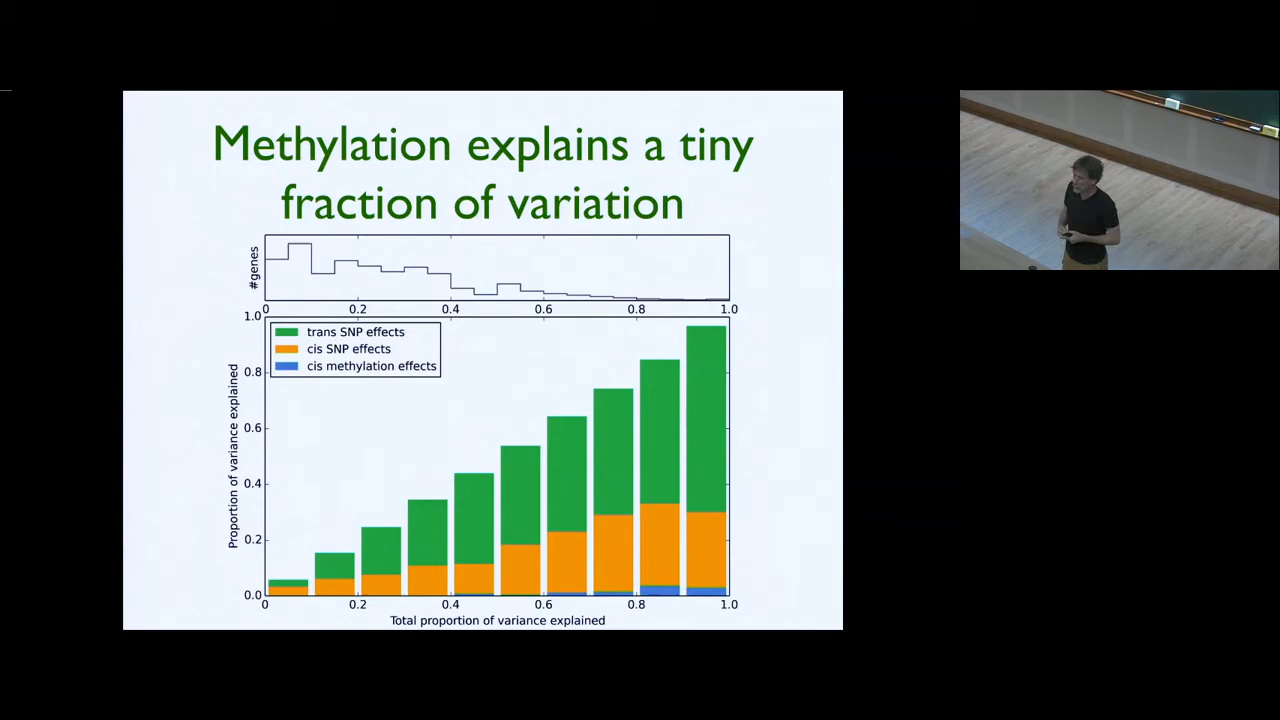 Methylation explains a tiny
fraction of variation
#genes
0 0.2 0.4 0.6 0.8 1.0
1.0
trans SNP effects
cis SNP effects
cis methylation effects
0.8
0.6
0.4
0.2
0.0
Proportion of variance explained
0 0.2 0.4 0.6 0.8 1.0
Total proportion of variance explained